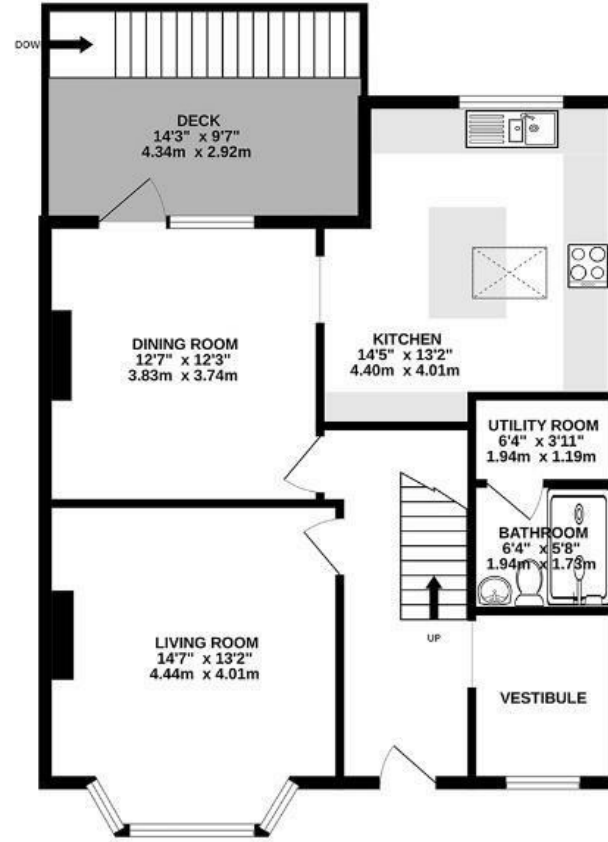 DOW
DECK
14'3" x 9'7"
4.34m x 2.92m
DINING ROOM
12'7" x 12'3"
3.83m x 3.74m
KITCHEN
14'5" x 13'2"
4.40m x 4.01m
UTILITY ROOM
6'4" x 3'11"
1.94m x 1.19m
BATHROOM
6'4" x 5'8"
1.94m x 1.73m
LIVING ROOM
14'7" x 13'2"
4.44m x 4.01m
UP
VESTIBULE